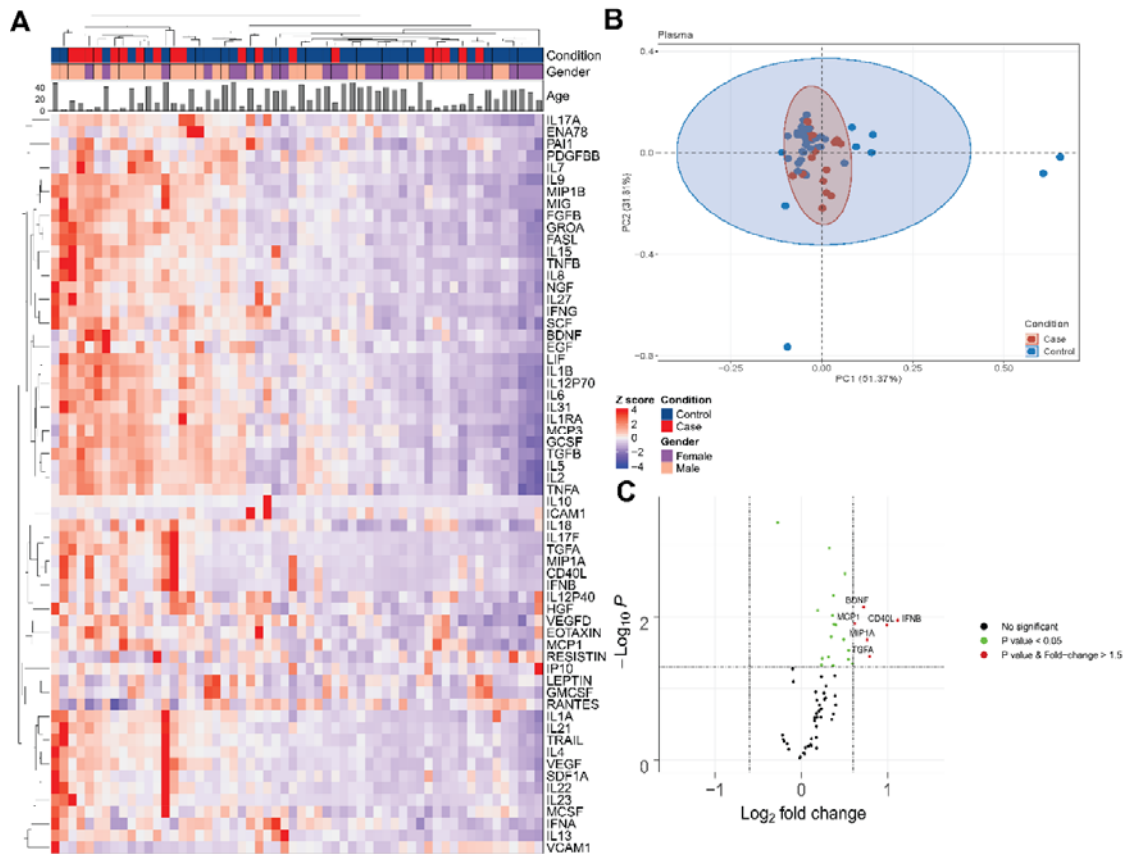 A
Condition
Gender
40
20
0
Age
IL17A
ENA78
PAI1
PDGFBB
IL7
IL9
MIP1B
MIG
FGFB
GROA
FASL
IL15
TNFB
IL8
NGF
IL27
IFNG
SCF
BDNF
EGF
LIF
IL1B
IL12P70
IL6
IL31
IL1RA
MCP3
GCSF
TGFB
IL5
IL2
TNFA
IL10
ICAM1
IL18
IL17F
TGFA
MIP1A
CD40L
IFNB
IL12P40
HGF
VEGFD
EOTAXIN
MCP1
RESISTIN
IP10
LEPTIN
GMCSF
RANTES
IL1A
IL21
TRAIL
IL4
VEGF
SDF1A
IL22
IL23
MCSF
IFNA
IL13
VCAM1
Z score
4
2
0
−2
−4
Condition
Control
Case
Gender
Female
Male
B
Plasma
0.4
0.0
−0.4
−0.8
PC2 (31.81%)
−0.25
0.00
0.25
0.50
PC1 (51.37%)
Condition
Case
Control
C
−Log10 P
2
0
BDNF
MCP1
CD40L
IFNB
MIP1A
TGFA
−1
0
1
Log2 fold change
No significant
P value < 0.05
P value & Fold−change > 1.5